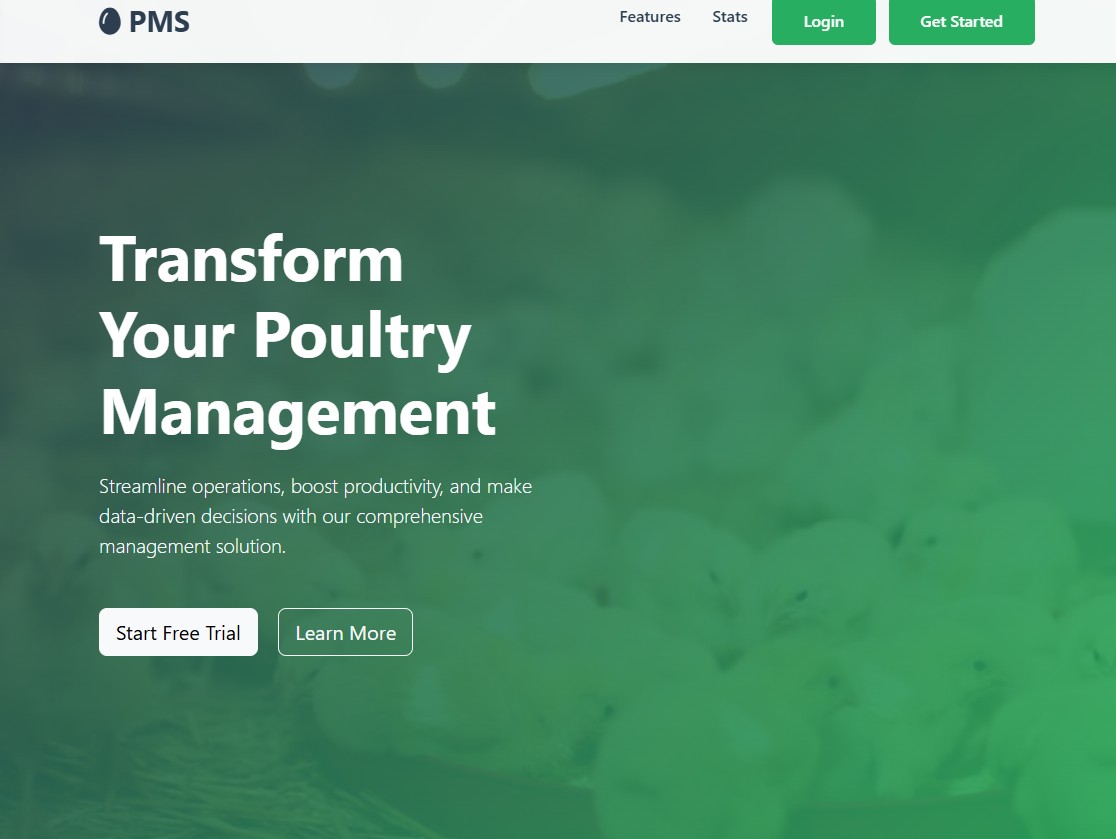 PMS
Features
Stats
Login
Get Started
Transform
Your Poultry
Management
Streamline operations, boost productivity, and make
data-driven decisions with our comprehensive
management solution.
Start Free Trial
Learn More